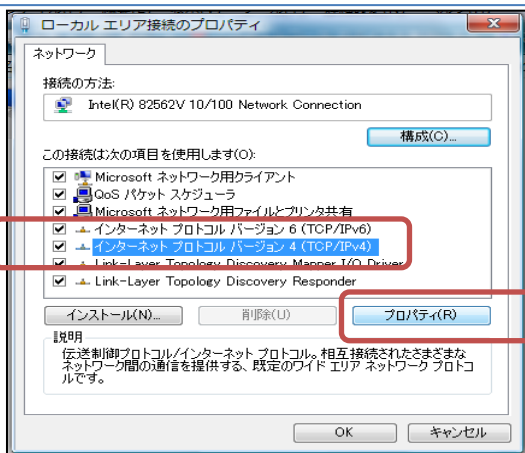 ローカル エリア接続のプロパティ
ネットワーク
接続の方法:
Intel(R) 82562V 10/100 Network Connection
構成(C)...
この接続は次の項目を使用します(O):
Microsoft ネットワーク用クライアント
QoS パケット スケジューラ
Microsoft ネットワーク用ファイルとプリンタ共有
インターネット プロトコル バージョン 6 (TCP/IPv6)
インターネット プロトコル バージョン 4 (TCP/IPv4)
Link-Layer Topology Discovery Mapper I/O Driver
Link-Layer Topology Discovery Responder
インストール(N)... 削除(U) プロパティ(R)
説明
伝送制御プロトコル/インターネット プロトコル。相互接続されたさまざまな
ネットワーク間の通信を提供する、既定のワイド エリア ネットワーク プロトコ
ルです。
OK キャンセル